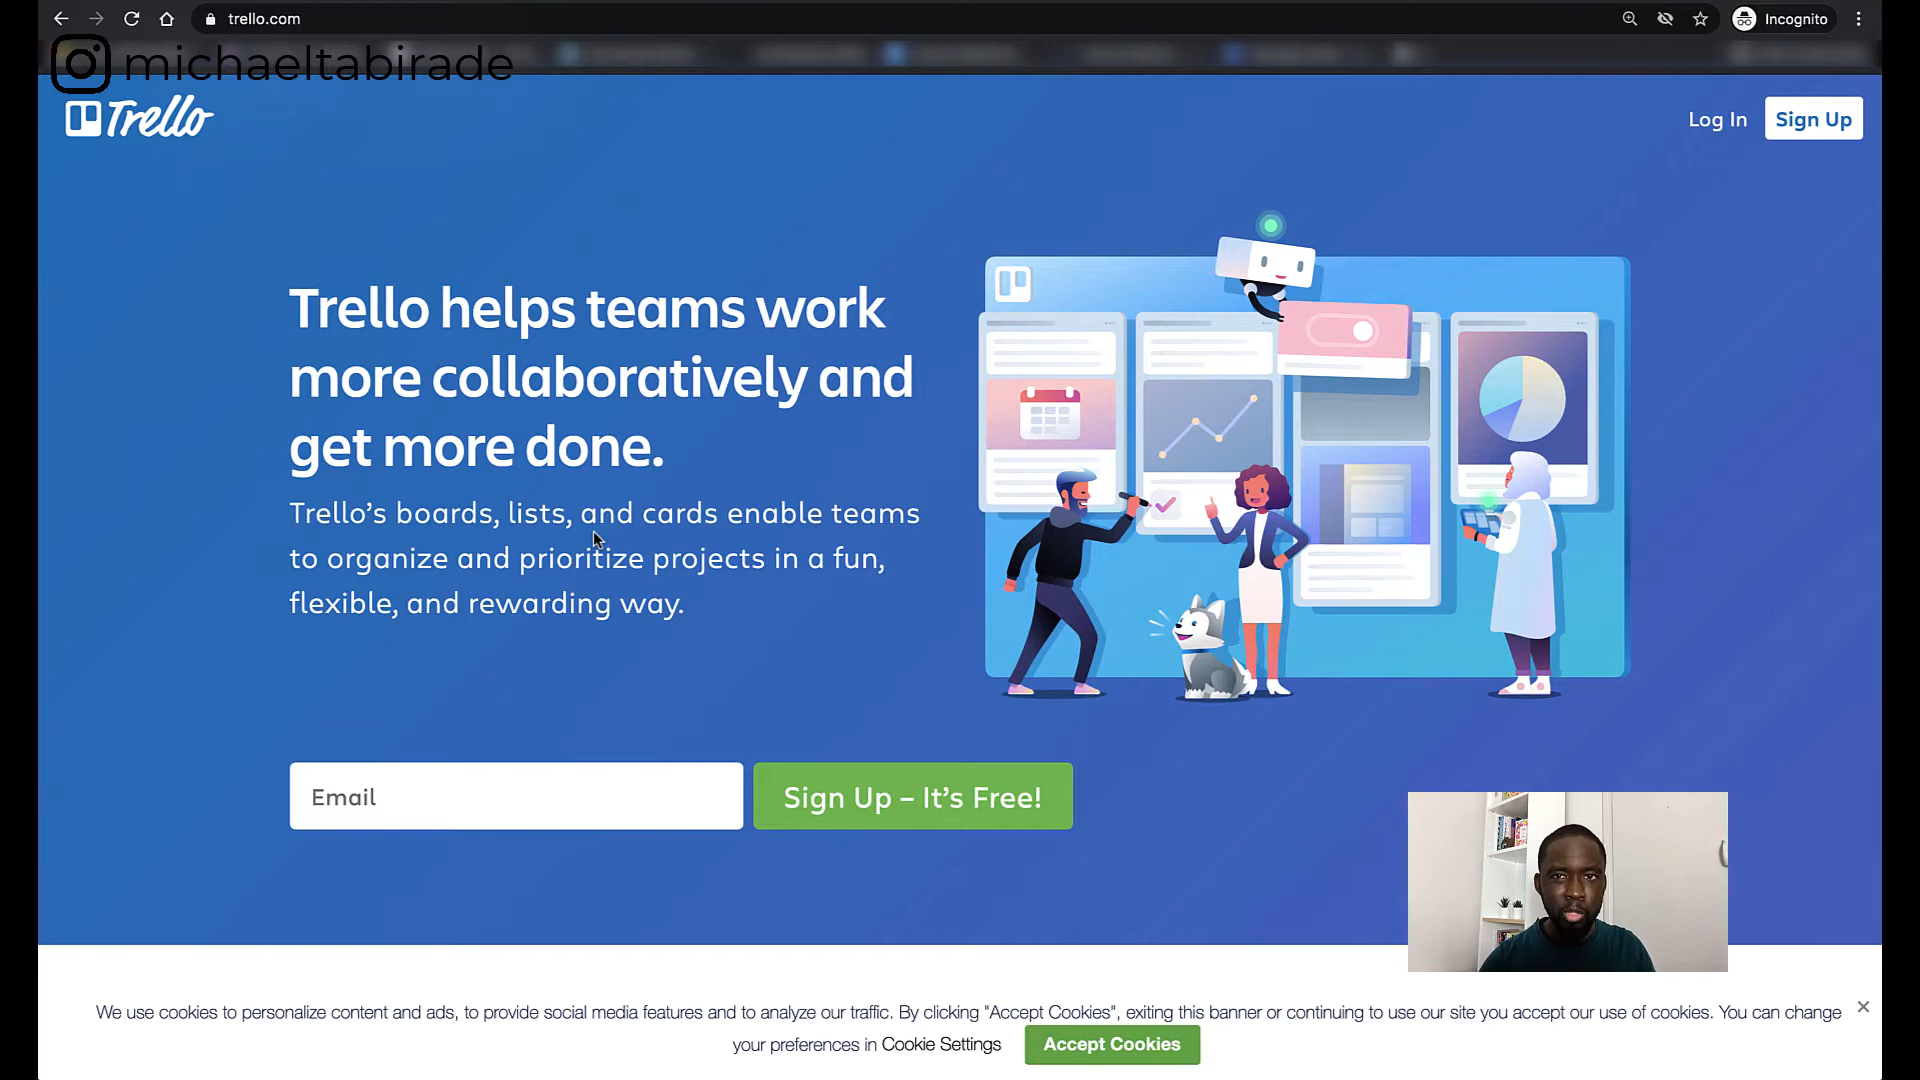 trello.com
Incognito
michaeltabirade
Trello
Log In
Sign Up
Trello helps teams work
more collaboratively and
get more done.
Trello’s boards, lists, and cards enable teams
to organize and prioritize projects in a fun,
flexible, and rewarding way.
Email
Sign Up – It’s Free!
We use cookies to personalize content and ads, to provide social media features and to analyze our traffic. By clicking "Accept Cookies", exiting this banner or continuing to use our site you accept our use of cookies. You can change
your preferences in Cookie Settings
Accept Cookies